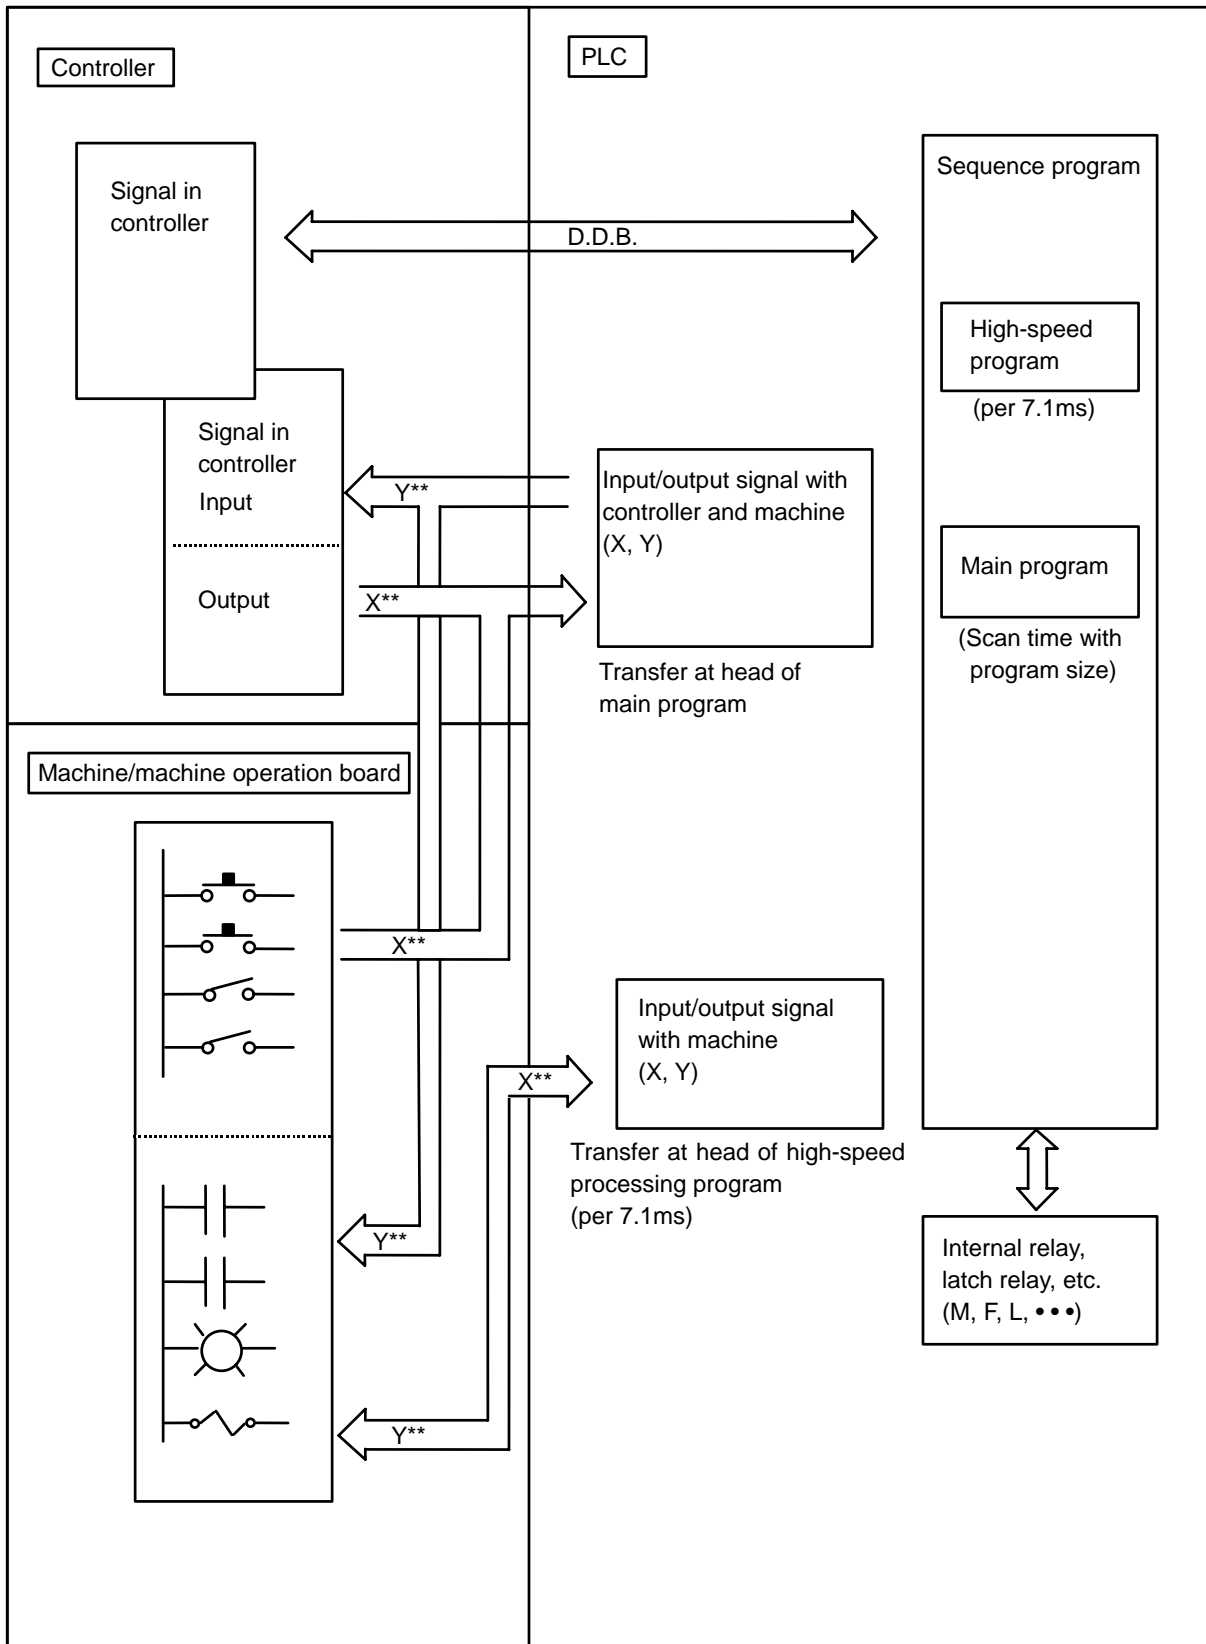 Controller
PLC
Signal in
controller
D.D.B.
Sequence program
High-speed
program
(per 7.1ms)
Signal in
controller
Input
Output
Y**
X**
Input/output signal with
controller and machine
(X, Y)
Transfer at head of
main program
Main program
(Scan time with
program size)
Machine/machine operation board
X**
Input/output signal
with machine
(X, Y)
X**
Transfer at head of high-speed
processing program
(per 7.1ms)
Y**
Internal relay,
latch relay, etc.
(M, F, L, •••)
Y**